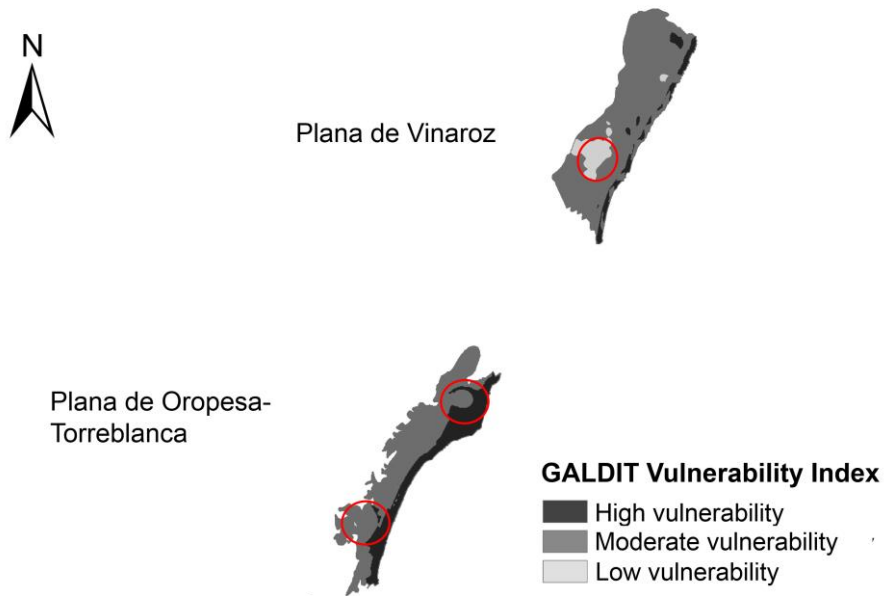 N
Plana de Vinaroz
Plana de Oropesa-
Torreblanca
GALDIT Vulnerability Index
High vulnerability
Moderate vulnerability
Low vulnerability